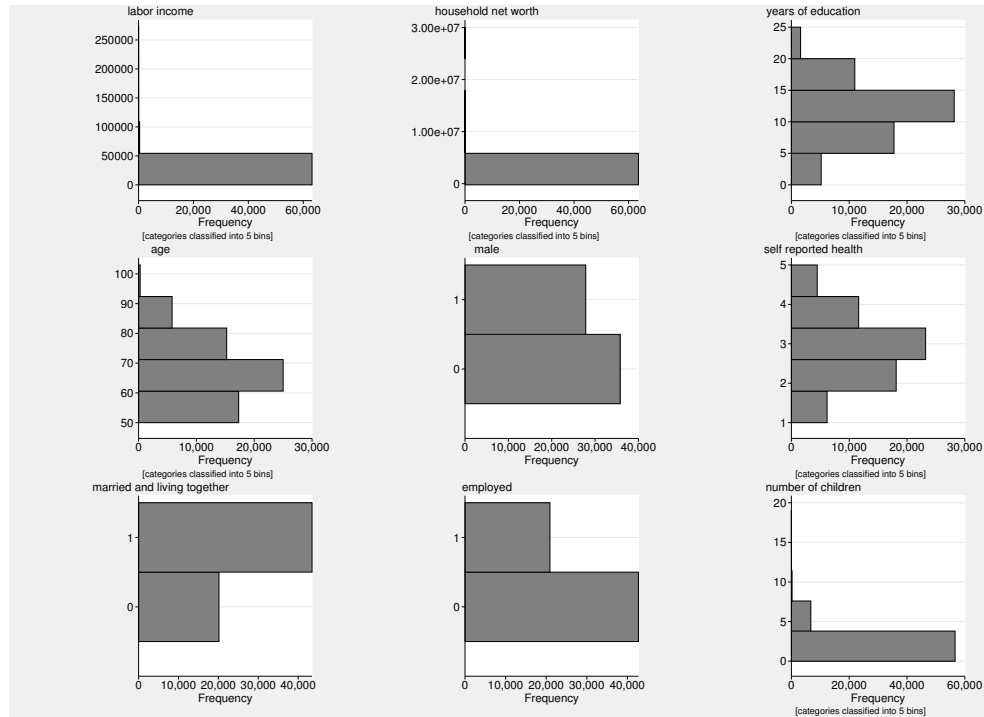 labor income
250000
200000
150000
100000
50000
0
0 20,000 40,000 60,000
Frequency
[categories classified into 5 bins]
household net worth
3.00e+07
2.00e+07
1.00e+07
0
0 20,000 40,000 60,000
Frequency
[categories classified into 5 bins]
years of education
25
20
15
10
5
0
0 10,000 20,000 30,000
Frequency
[categories classified into 5 bins]
age
100
90
80
70
60
50
0 10,000 20,000 30,000
Frequency
[categories classified into 5 bins]
male
1
0
0 10,000 20,000 30,000 40,000
Frequency
self reported health
5
4
3
2
1
0 10,000 20,000 30,000
Frequency
[categories classified into 5 bins]
married and living together
1
0
0 10,000 20,000 30,000 40,000
Frequency
employed
1
0
0 10,000 20,000 30,000 40,000
Frequency
number of children
20
15
10
5
0
0 20,000 40,000 60,000
Frequency
[categories classified into 5 bins]